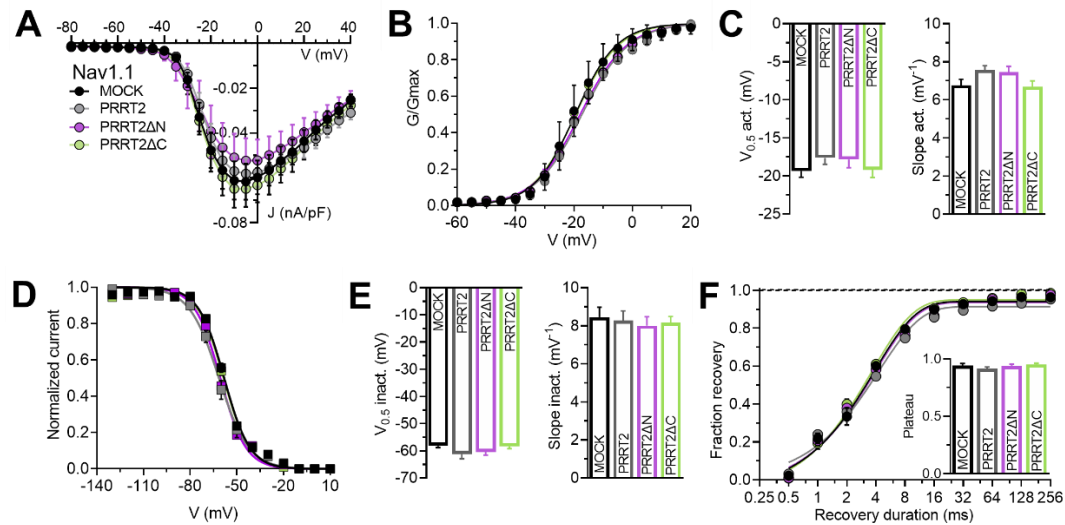 A
-80 -60 -40 -20 0 20 40
V (mV)
Nav1.1
MOCK
PRRT2
PRRT2ΔN
PRRT2ΔC
-0.04
-0.08
J (nA/pF)
B
G/Gmax
1.0
0.8
0.6
0.4
0.2
0.0
-60 -40 -20 0 20
V (mV)
C
V0.5 act. (mV)
0
-5
-10
-15
-20
-25
MOCK
PRRT2
PRRT2ΔN
PRRT2ΔC
Slope act. (mV-1)
10
8
6
4
2
0
MOCK
PRRT2
PRRT2ΔN
PRRT2ΔC
D
Normalized current
1.0
0.8
0.6
0.4
0.2
0.0
-140 -110 -80 -50 -20 10
V (mV)
E
V0.5 inact. (mV)
0
-10
-20
-30
-40
-50
-60
-70
MOCK
PRRT2
PRRT2ΔN
PRRT2ΔC
Slope inact. (mV-1)
10
8
6
4
2
0
MOCK
PRRT2
PRRT2ΔN
PRRT2ΔC
F
Fraction recovery
1.0
0.8
0.6
0.4
0.2
0.0
0.25 0.5 1 2 4 8 16 32 64 128 256
Recovery duration (ms)
Plateau
1.0
0.5
0.0
MOCK
PRRT2
PRRT2ΔN
PRRT2ΔC